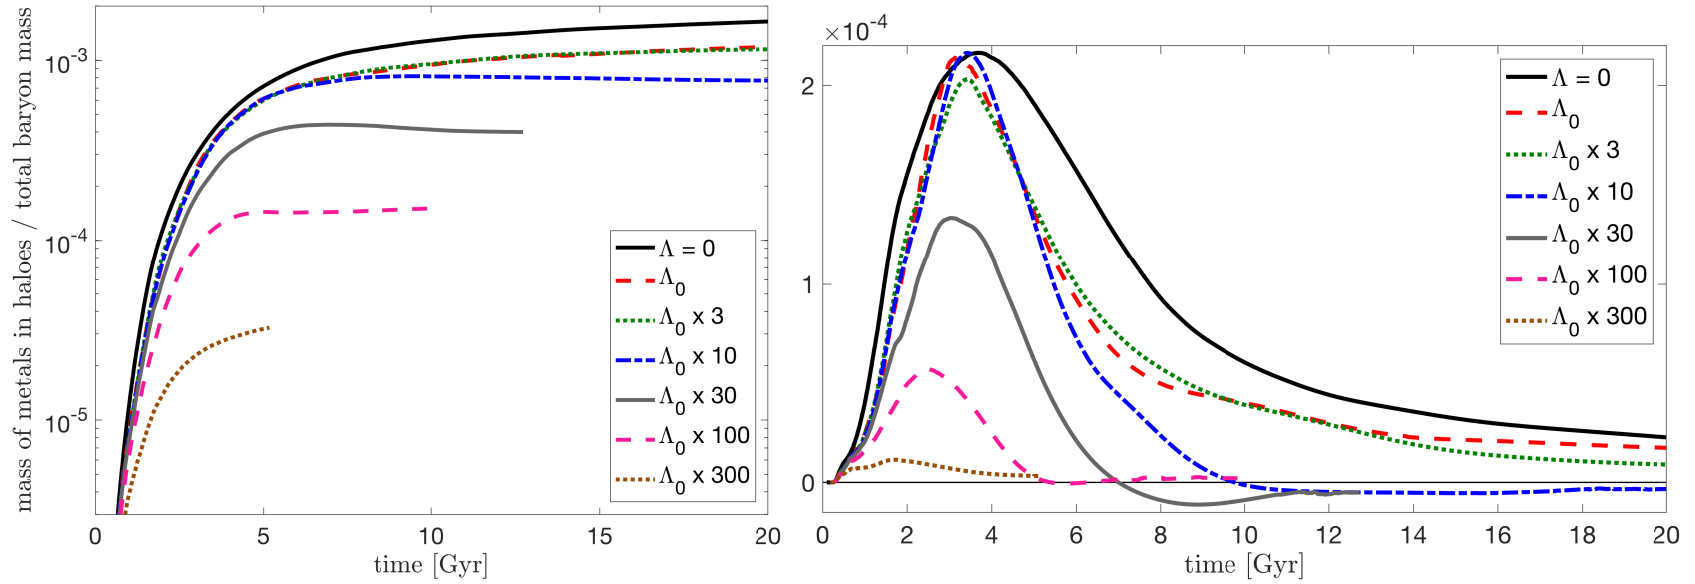 mass of metals in haloes / total baryon mass
10⁻³
10⁻⁴
10⁻⁵
0 5 10 15 20
time [Gyr]
Λ = 0
Λ₀
Λ₀ x 3
Λ₀ x 10
Λ₀ x 30
Λ₀ x 100
Λ₀ x 300
×10⁻⁴
2
1
0
0 2 4 6 8 10 12 14 16 18 20
time [Gyr]
Λ = 0
Λ₀
Λ₀ x 3
Λ₀ x 10
Λ₀ x 30
Λ₀ x 100
Λ₀ x 300